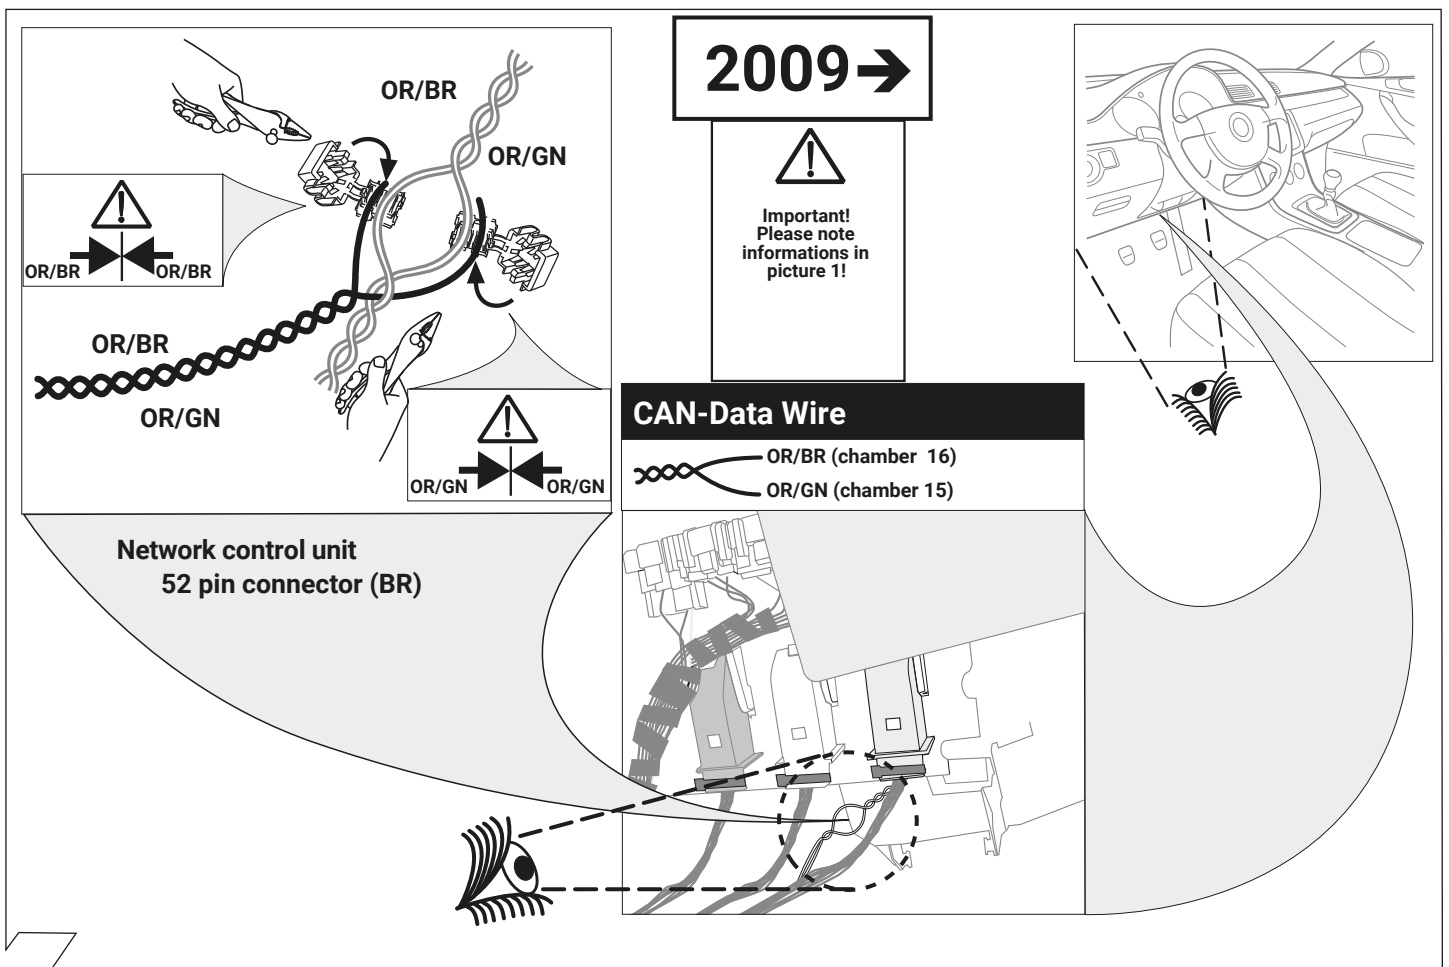 OR/BR
OR/GN
OR/BR
OR/BR
OR/BR
OR/GN
OR/GN
OR/GN
Network control unit
52 pin connector (BR)
2009
Important!
Please note
informations in
picture 1!
CAN-Data Wire
OR/BR (chamber 16)
OR/GN (chamber 15)